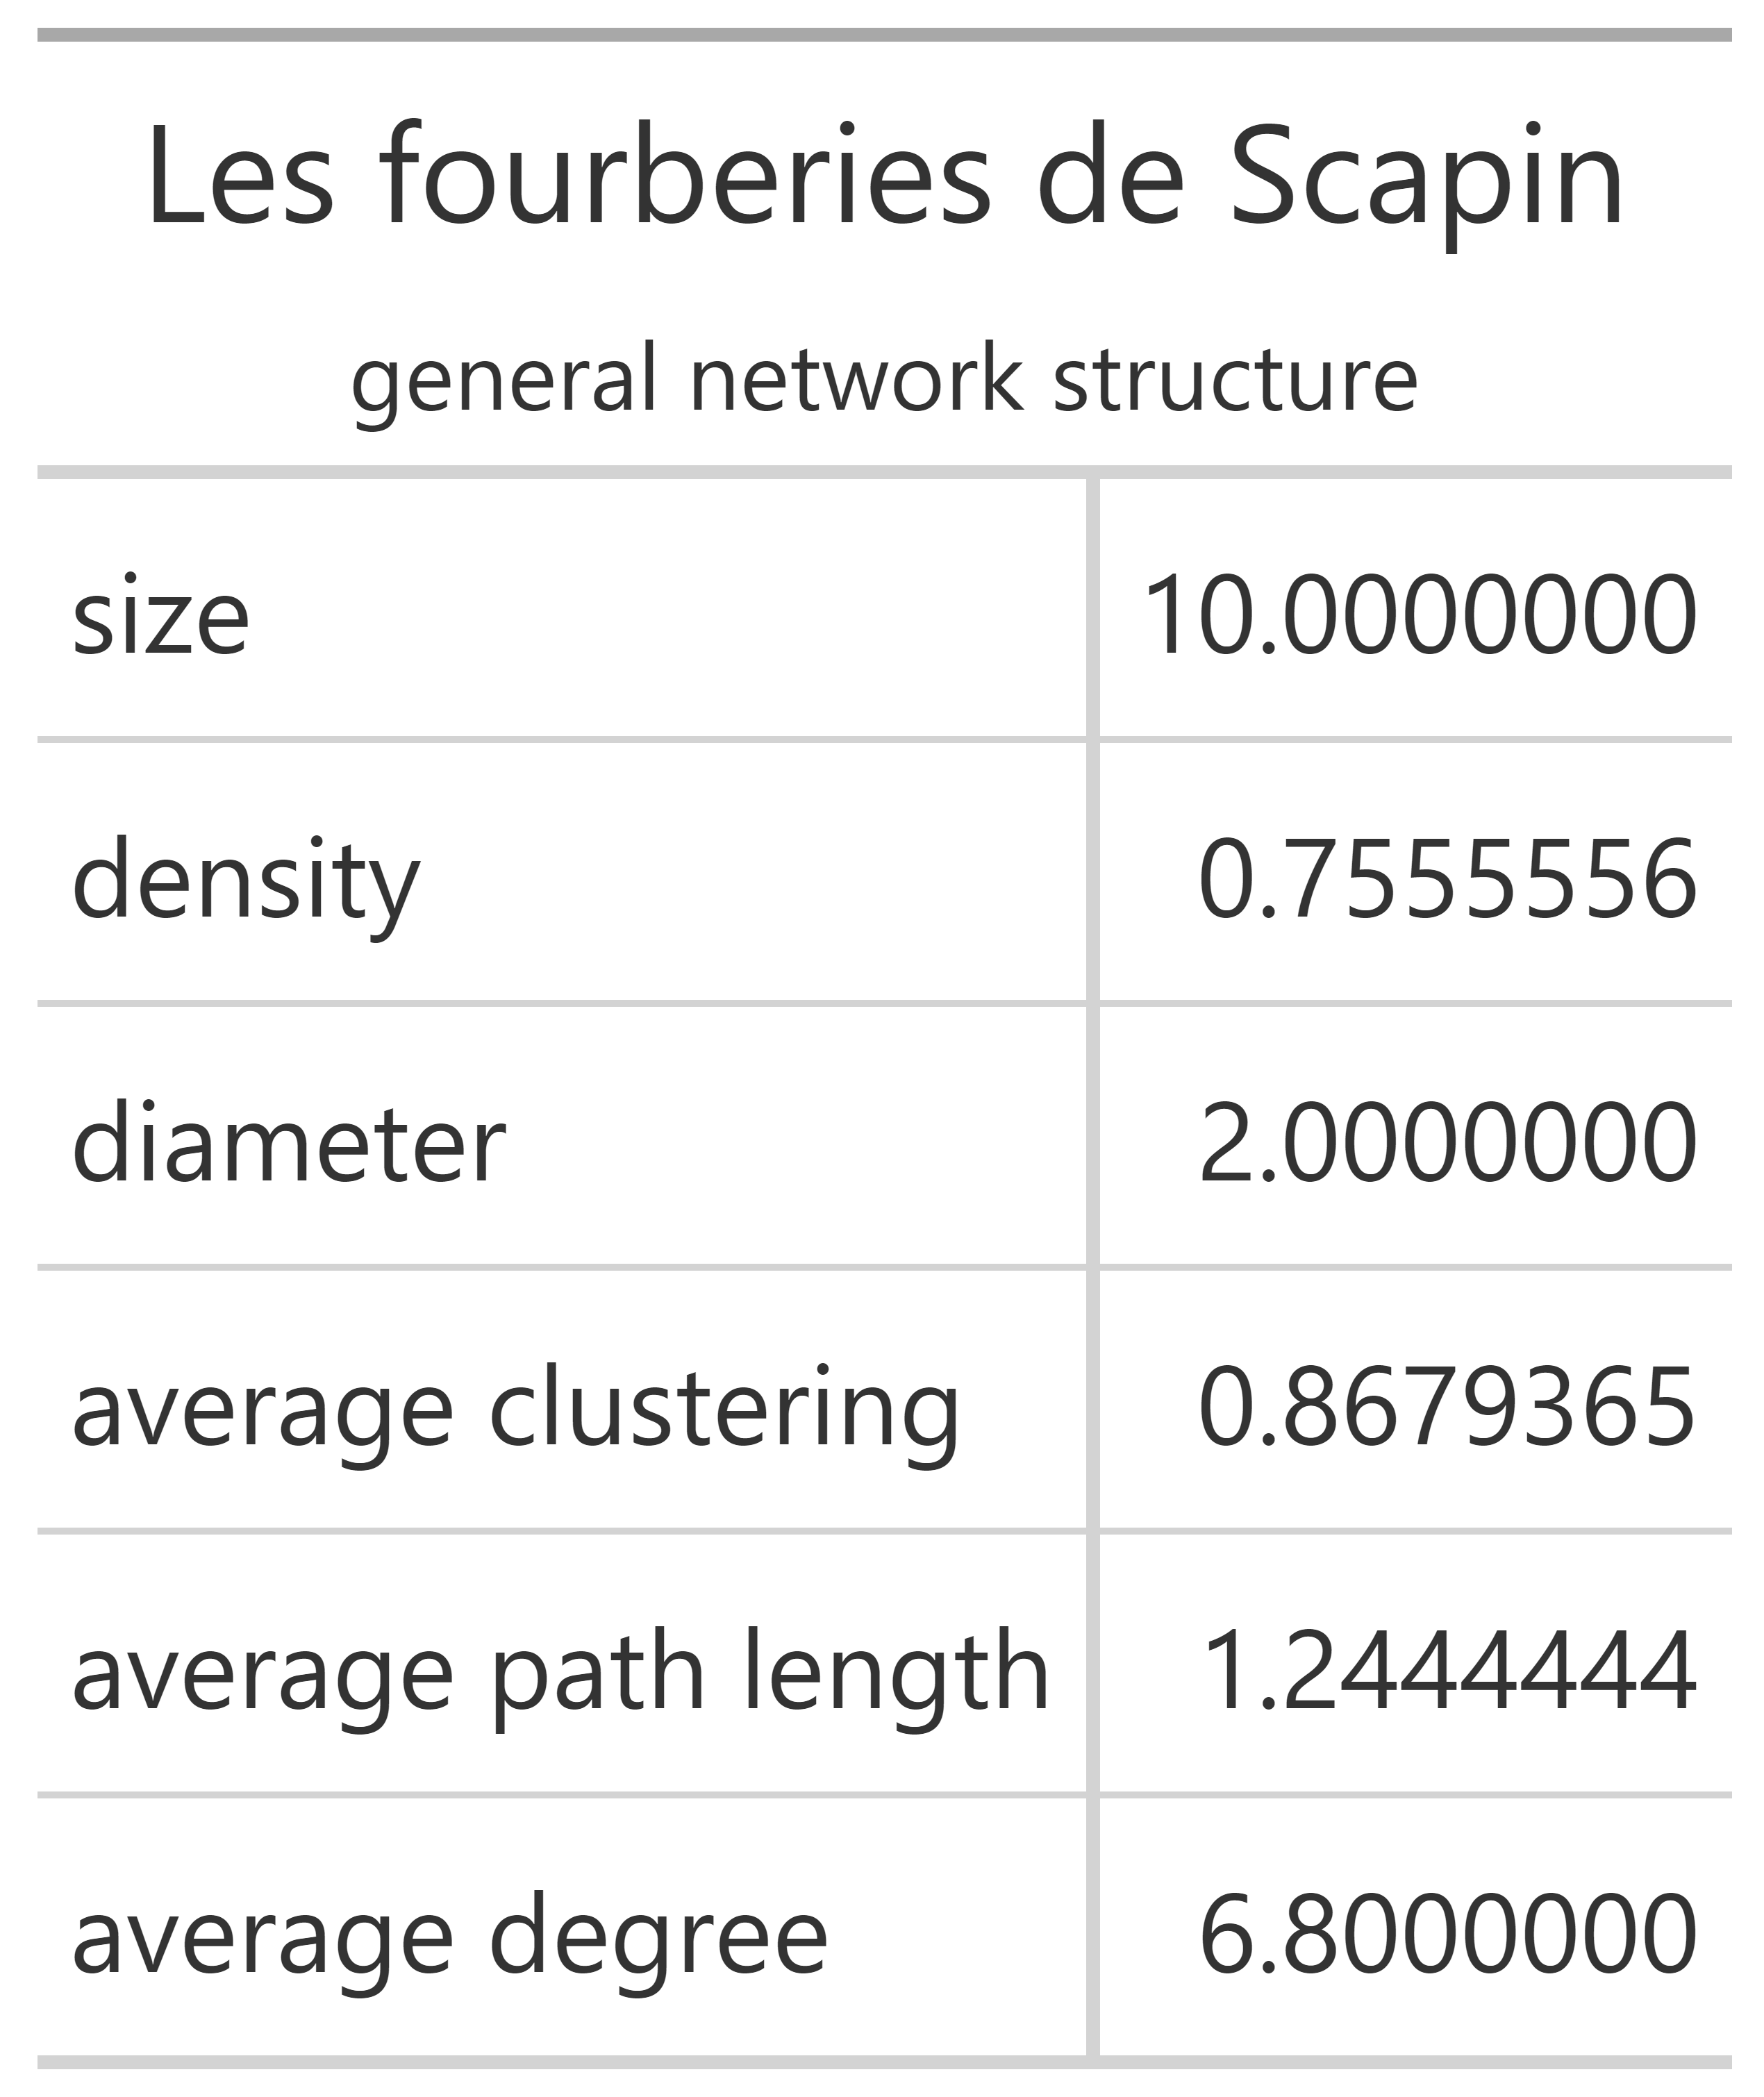 Les fourberies de Scapin
general network structure
size 10.0000000
density 0.7555556
diameter 2.0000000
average clustering 0.8679365
average path length 1.2444444
average degree 6.8000000